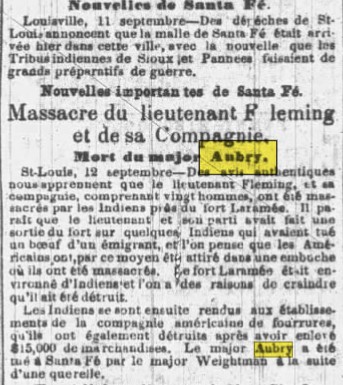 Nouvelles de Santa Fé.
Louisville, 11 septembre—Des dépêches de St-
Louis annoncent que la malle de Santa Fé était arri-
vée hier dans cette ville, avec la nouvelle que les
Tribus indiennes de Sioux et Pannees faisaient de
grands préparatifs de guerre.
Nouvelles importantes de Santa Fé.
Massacre du lieutenant Fleming
et de sa Compagnie.
Mort du major Aubry.
St-Louis, 12 septembre—Des avis authentiques
nous apprennent que le lieutenant Fleming, et sa
compagnie, comprenant vingt hommes, ont été mas-
sacrés par les Indiens près du fort Laramée. Il pa-
raît que le lieutenant et son parti avait fait une
sortie du fort sur quelques Indiens qui avaient tué
un bœuf d'un émigrant, et l'on pense que les Amé-
ricains ont, par ce moyen été attiré dans une embuche
où ils ont été massacrés. Le fort Laramée était en-
vironné d'Indiens et l'on a des raisons de craindre
qu'il ait été détruit.
Les Indiens se sont ensuite rendus aux établisse-
ments de la compagnie américaine de fourrures,
qu'ils ont également détruits après avoir enlevé
$15,000 de marchandises. Le major Aubry a été
tué à Santa Fé par le major Weightman à la suite
d'une querelle.